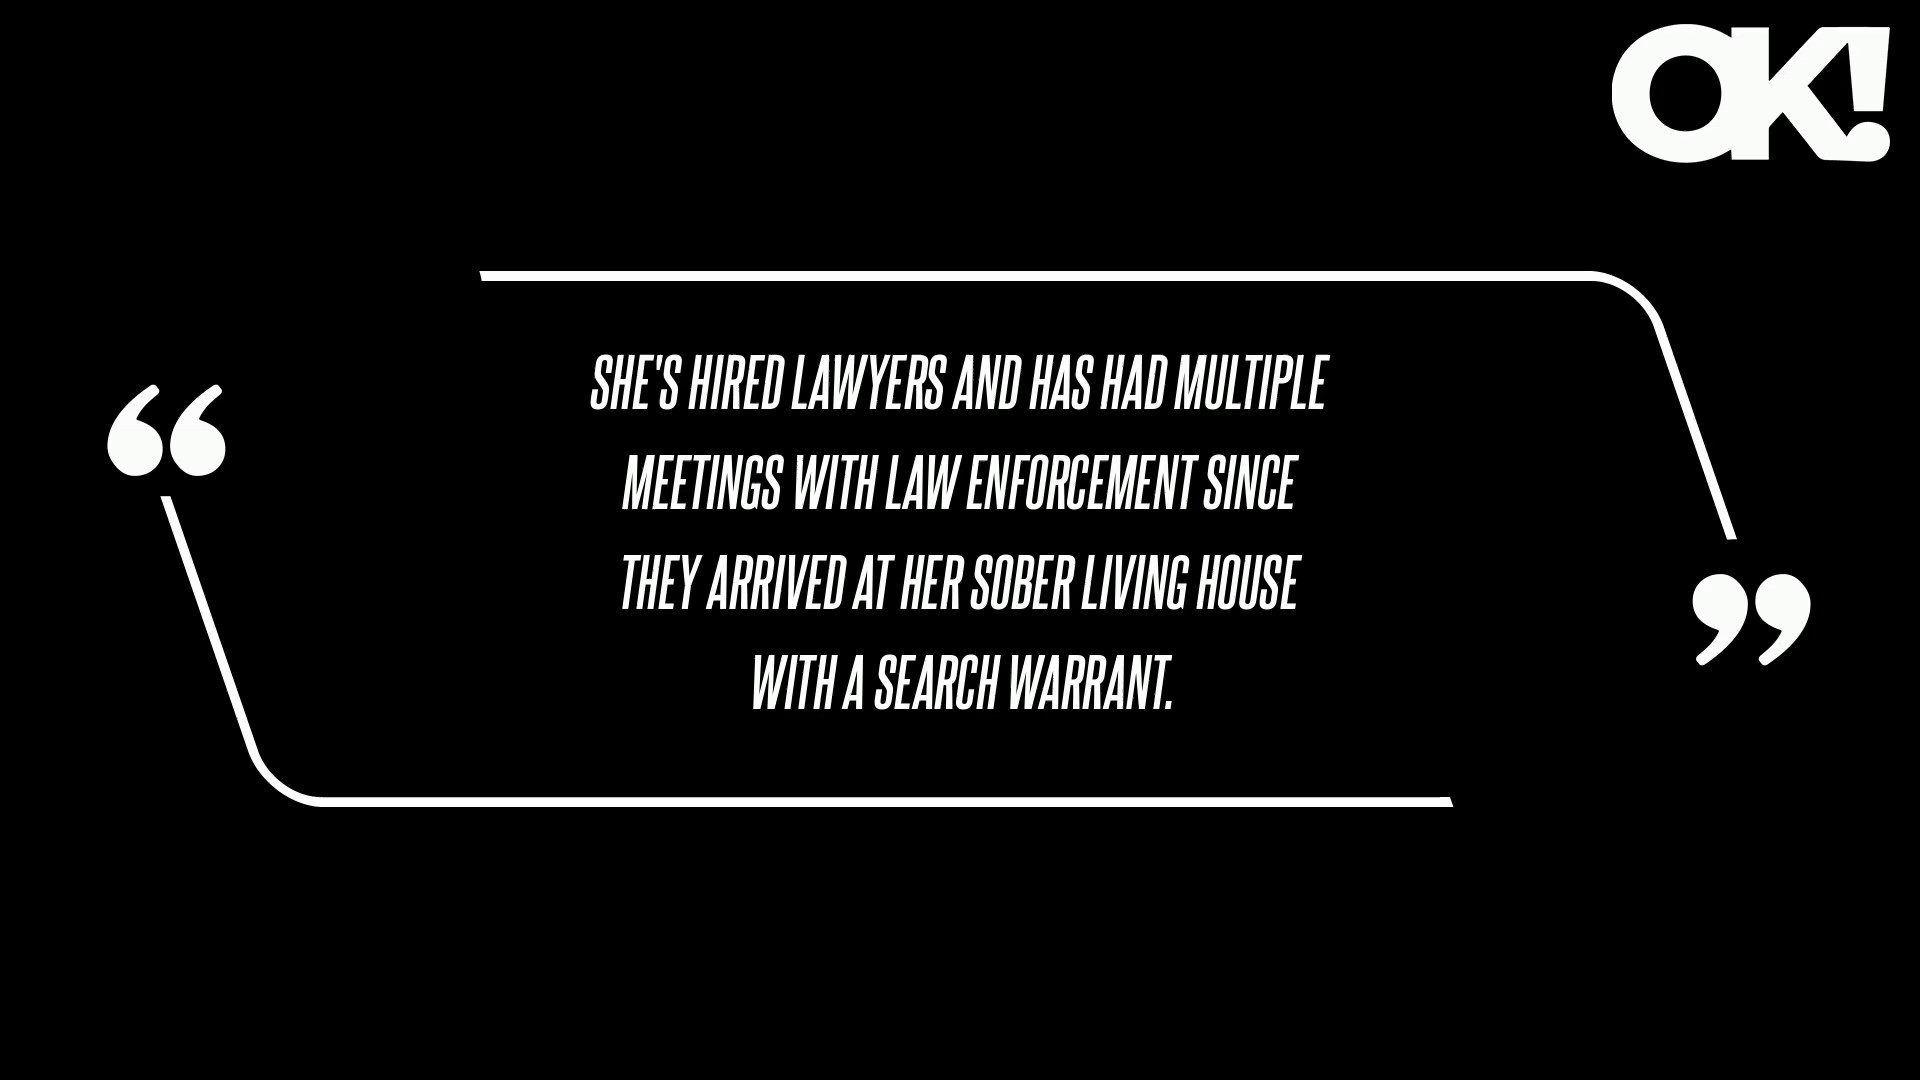 OK!
SHE'S HIRED LAWYERS AND HAS HAD MULTIPLE
MEETINGS WITH LAW ENFORCEMENT SINCE
THEY ARRIVED AT HER SOBER LIVING HOUSE
WITH A SEARCH WARRANT.